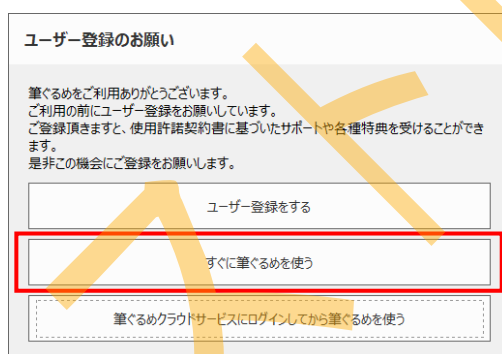 ユーザー登録のお願い
筆ぐるめをご利用ありがとうございます。
ご利用の前にユーザー登録をお願いしています。
ご登録頂きますと、使用許諾契約書に基づいたサポートや各種特典を受けることができ
ます。
是非この機会にご登録をお願いします。
ユーザー登録をする
すぐに筆ぐるめを使う
筆ぐるめクラウドサービスにログインしてから筆ぐるめを使う